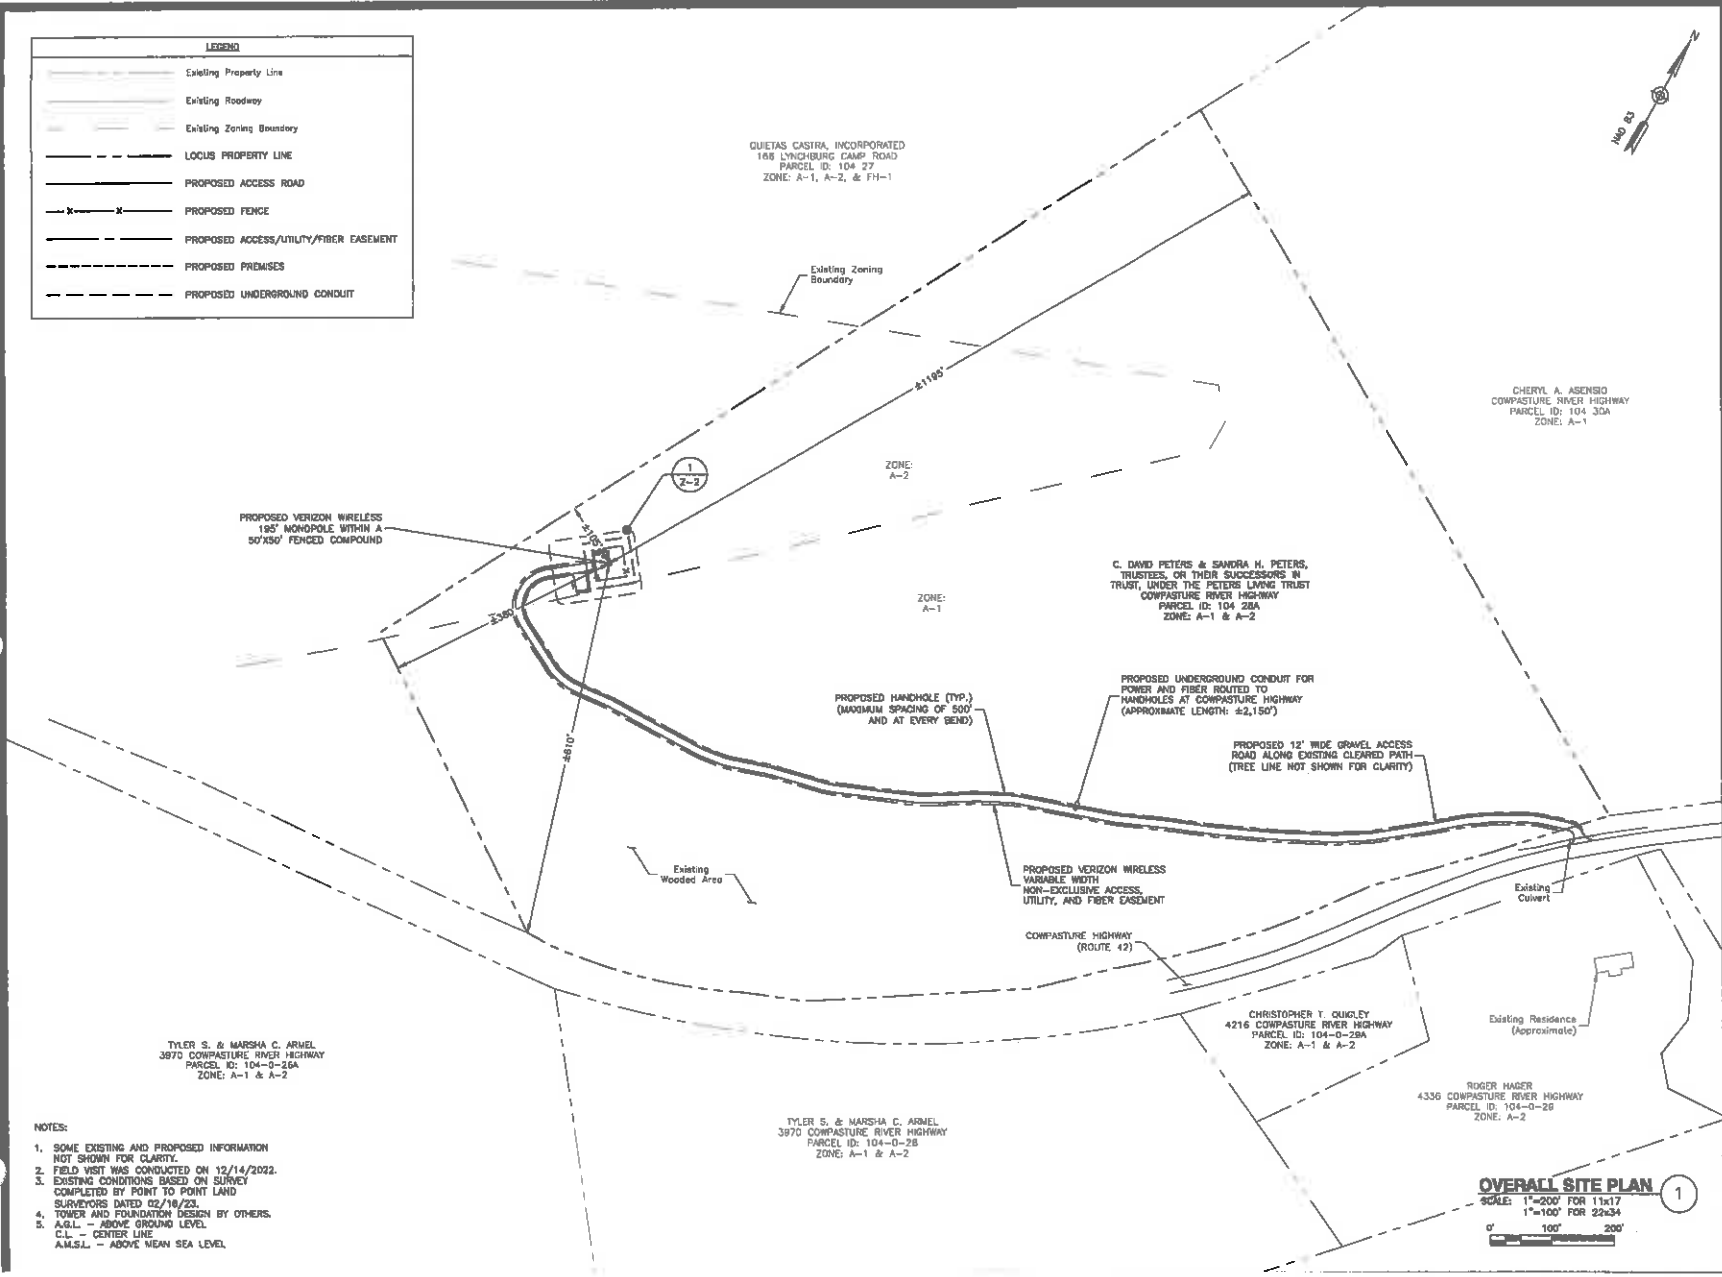 LEGEND
Existing Property Line
Existing Roadway
Existing Zoning Boundary
LOCUS PROPERTY LINE
PROPOSED ACCESS ROAD
PROPOSED FENCE
PROPOSED ACCESS/UTILITY/FIBER EASEMENT
PROPOSED PREMISES
PROPOSED UNDERGROUND CONDUIT
N
NAD 83
QUIETAS CASTRA, INCORPORATED
168 LYNCHBURG CAMP ROAD
PARCEL ID: 104 27
ZONE: A-1, A-2, & FH-1
Existing Zoning
Boundary
±1195'
CHERYL A. ASENSIO
COWPASTURE RIVER HIGHWAY
PARCEL ID: 104 30A
ZONE: A-1
1
Z-2
ZONE:
A-2
PROPOSED VERIZON WIRELESS
195' MONOPOLE WITHIN A
50'X50' FENCED COMPOUND
±105'
C. DAVID PETERS & SANDRA H. PETERS,
TRUSTEES, OR THEIR SUCCESSORS IN
TRUST, UNDER THE PETERS LIVING TRUST
COWPASTURE RIVER HIGHWAY
PARCEL ID: 104 28A
ZONE: A-1 & A-2
ZONE:
A-1
±380'
PROPOSED HANDHOLE (TYP.)
(MAXIMUM SPACING OF 500'
AND AT EVERY BEND)
PROPOSED UNDERGROUND CONDUIT FOR
POWER AND FIBER ROUTED TO
HANDHOLES AT COWPASTURE HIGHWAY
(APPROXIMATE LENGTH: ±2,150')
PROPOSED 12' WIDE GRAVEL ACCESS
ROAD ALONG EXISTING CLEARED PATH
(TREE LINE NOT SHOWN FOR CLARITY)
±610'
Existing
Wooded Area
PROPOSED VERIZON WIRELESS
VARIABLE WIDTH
NON-EXCLUSIVE ACCESS,
UTILITY, AND FIBER EASEMENT
Existing
Culvert
COWPASTURE HIGHWAY
(ROUTE 42)
CHRISTOPHER T. QUIGLEY
4216 COWPASTURE RIVER HIGHWAY
PARCEL ID: 104-0-29A
ZONE: A-1 & A-2
Existing Residence
(Approximate)
TYLER S. & MARSHA C. ARMEL
3970 COWPASTURE RIVER HIGHWAY
PARCEL ID: 104-0-26A
ZONE: A-1 & A-2
ROGER HAGER
4336 COWPASTURE RIVER HIGHWAY
PARCEL ID: 104-0-29
ZONE: A-2
TYLER S. & MARSHA C. ARMEL
3970 COWPASTURE RIVER HIGHWAY
PARCEL ID: 104-0-28
ZONE: A-1 & A-2
NOTES:
1. SOME EXISTING AND PROPOSED INFORMATION
NOT SHOWN FOR CLARITY.
2. FIELD VISIT WAS CONDUCTED ON 12/14/2022.
3. EXISTING CONDITIONS BASED ON SURVEY
COMPLETED BY POINT TO POINT LAND
SURVEYORS DATED 02/16/23.
4. TOWER AND FOUNDATION DESIGN BY OTHERS.
5. A.G.L. - ABOVE GROUND LEVEL
C.L. - CENTER LINE
A.M.S.L. - ABOVE MEAN SEA LEVEL
OVERALL SITE PLAN
1
SCALE: 1"=200' FOR 11x17
1"=100' FOR 22x34
0' 100' 200'